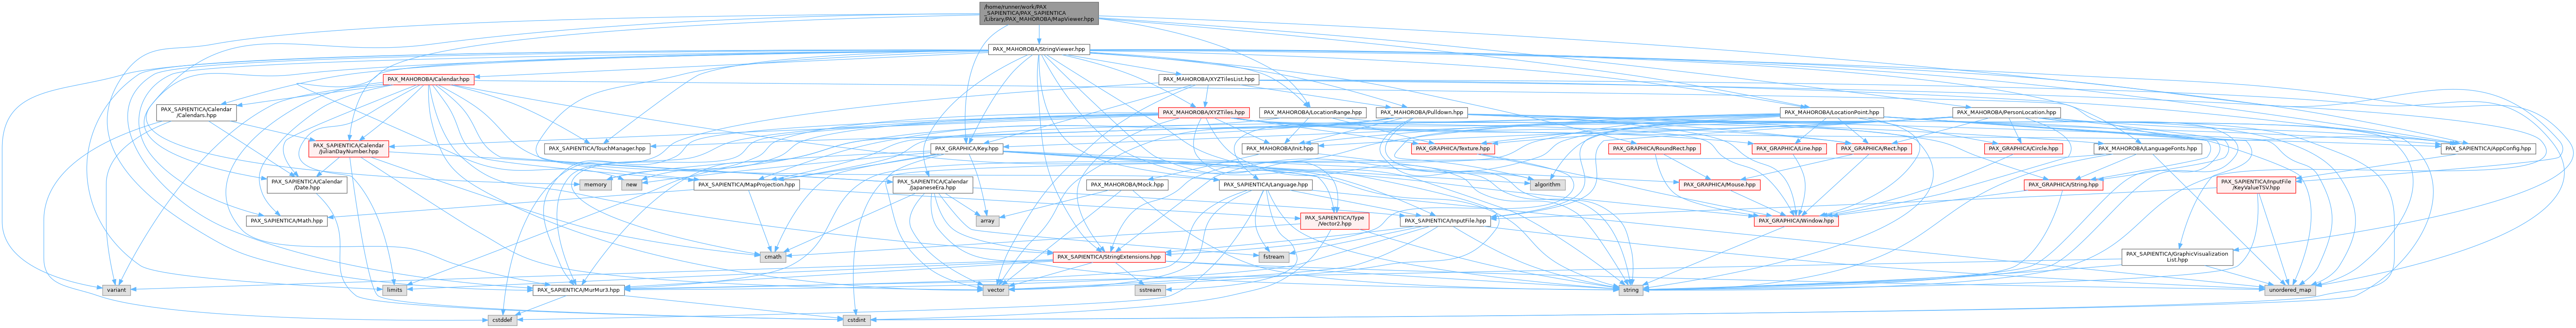 /home/runner/work/PAX
_SAPIENTICA/PAX_SAPIENTICA
/Library/PAX_MAHOROBA/MapViewer.hpp
PAX_MAHOROBA/StringViewer.hpp
PAX_MAHOROBA/Calendar.hpp
PAX_MAHOROBA/XYZTilesList.hpp
PAX_SAPIENTICA/Calendar
/Calendars.hpp
PAX_MAHOROBA/XYZTiles.hpp
PAX_MAHOROBA/LocationRange.hpp
PAX_MAHOROBA/Pulldown.hpp
PAX_MAHOROBA/LocationPoint.hpp
PAX_MAHOROBA/PersonLocation.hpp
PAX_SAPIENTICA/Calendar
/JulianDayNumber.hpp
PAX_SAPIENTICA/TouchManager.hpp
PAX_GRAPHICA/Key.hpp
PAX_MAHOROBA/Init.hpp
PAX_GRAPHICA/Texture.hpp
PAX_GRAPHICA/RoundRect.hpp
PAX_GRAPHICA/Line.hpp
PAX_GRAPHICA/Rect.hpp
PAX_GRAPHICA/Circle.hpp
PAX_MAHOROBA/LanguageFonts.hpp
PAX_SAPIENTICA/AppConfig.hpp
PAX_SAPIENTICA/Calendar
/Date.hpp
memory
new
PAX_SAPIENTICA/MapProjection.hpp
PAX_SAPIENTICA/Calendar
/JapaneseEra.hpp
PAX_MAHOROBA/Mock.hpp
PAX_SAPIENTICA/Language.hpp
algorithm
PAX_GRAPHICA/Mouse.hpp
PAX_GRAPHICA/String.hpp
PAX_SAPIENTICA/InputFile
/KeyValueTSV.hpp
PAX_SAPIENTICA/Math.hpp
array
PAX_SAPIENTICA/Type
/Vector2.hpp
PAX_SAPIENTICA/InputFile.hpp
PAX_GRAPHICA/Window.hpp
cmath
PAX_SAPIENTICA/StringExtensions.hpp
fstream
PAX_SAPIENTICA/GraphicVisualization
List.hpp
variant
limits
PAX_SAPIENTICA/MurMur3.hpp
vector
sstream
string
unordered_map
cstddef
cstdint